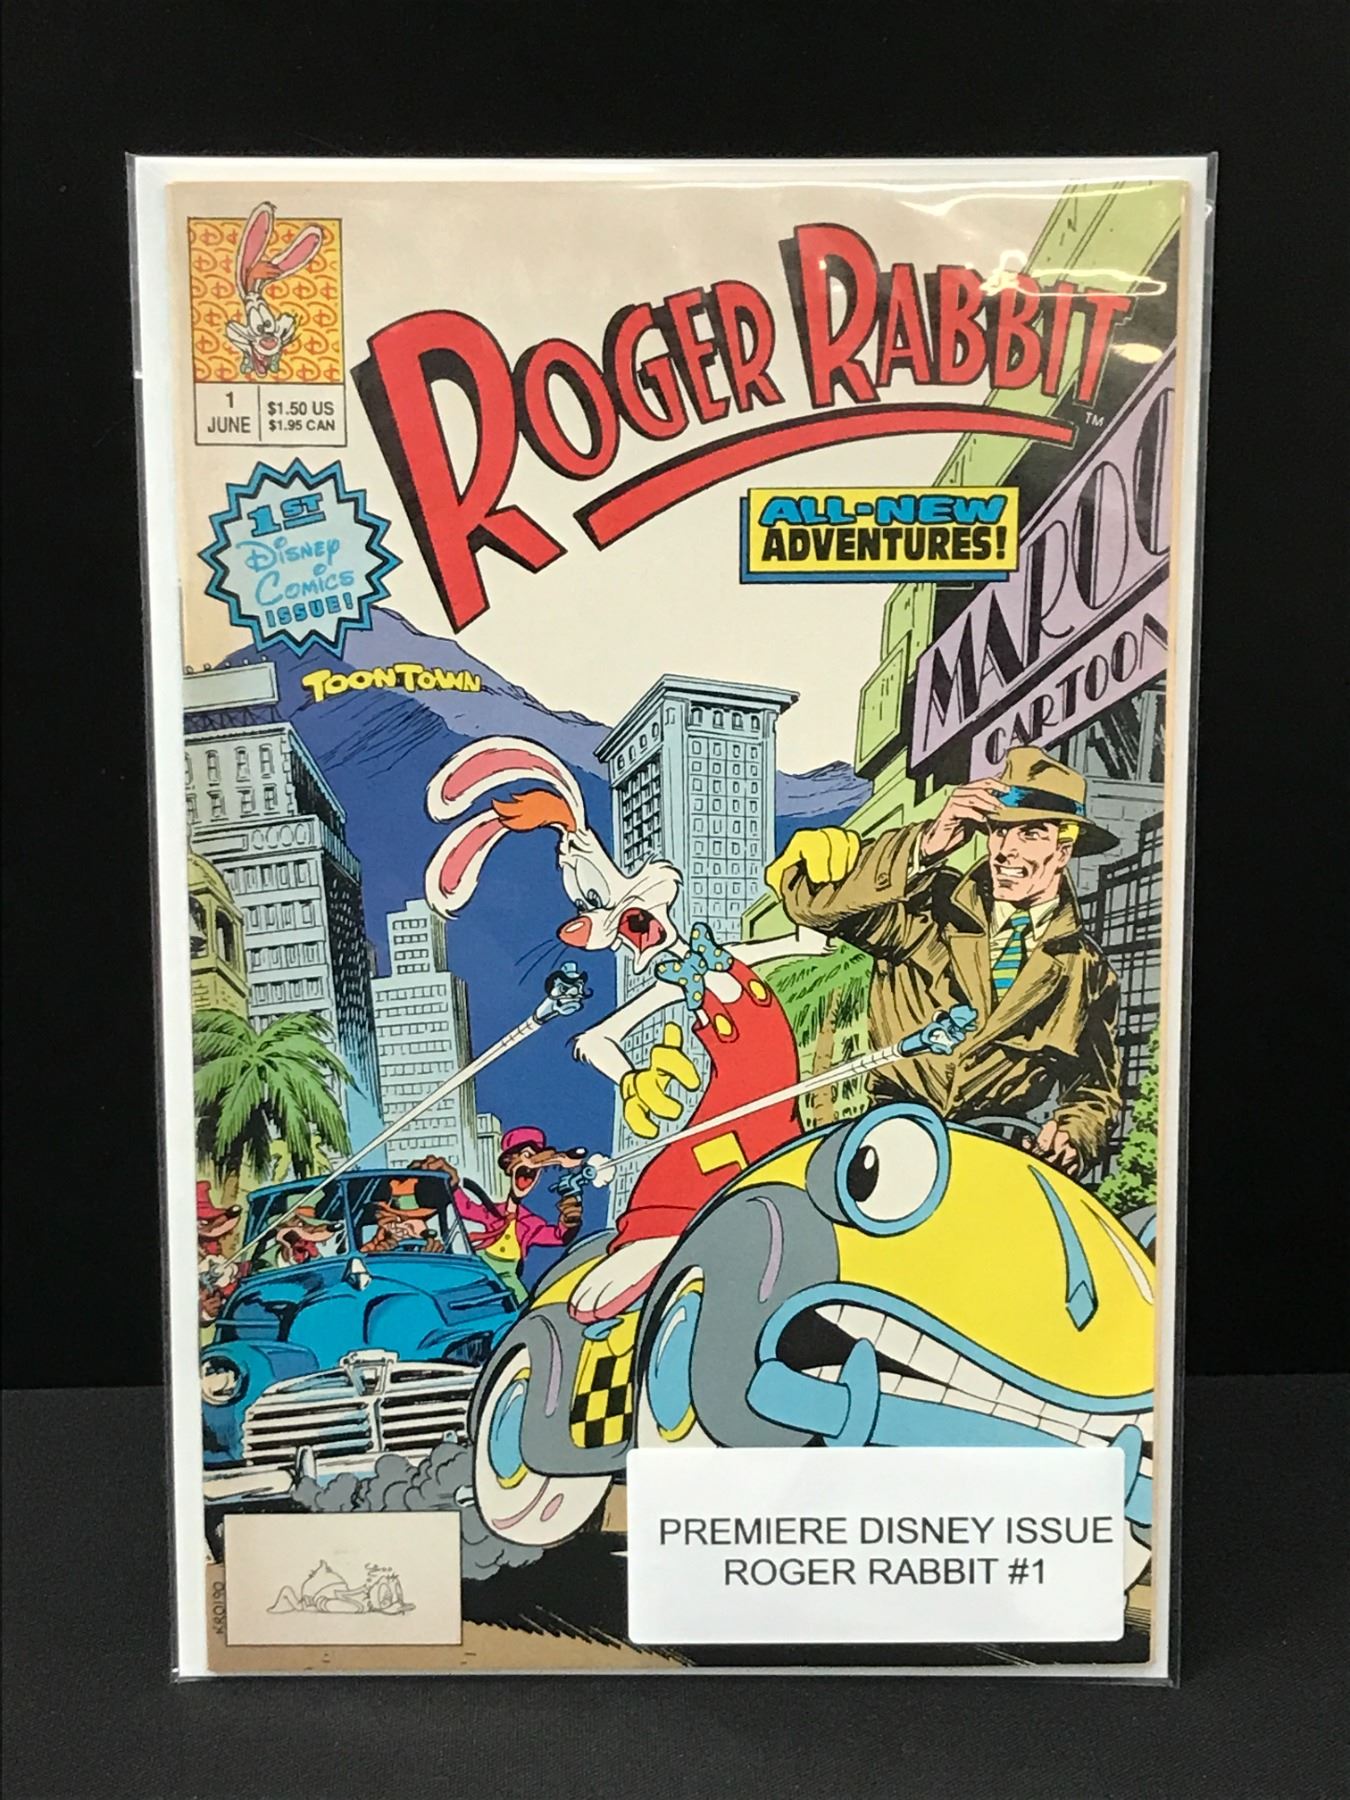 ROGER RABBIT
TM
1
JUNE
$1.50 US
$1.95 CAN
1ST
DISNEY
COMICS
ISSUE!
ALL-NEW
ADVENTURES!
TOONTOWN
MAROO
CARTOON
PREMIERE DISNEY ISSUE
ROGER RABBIT #1